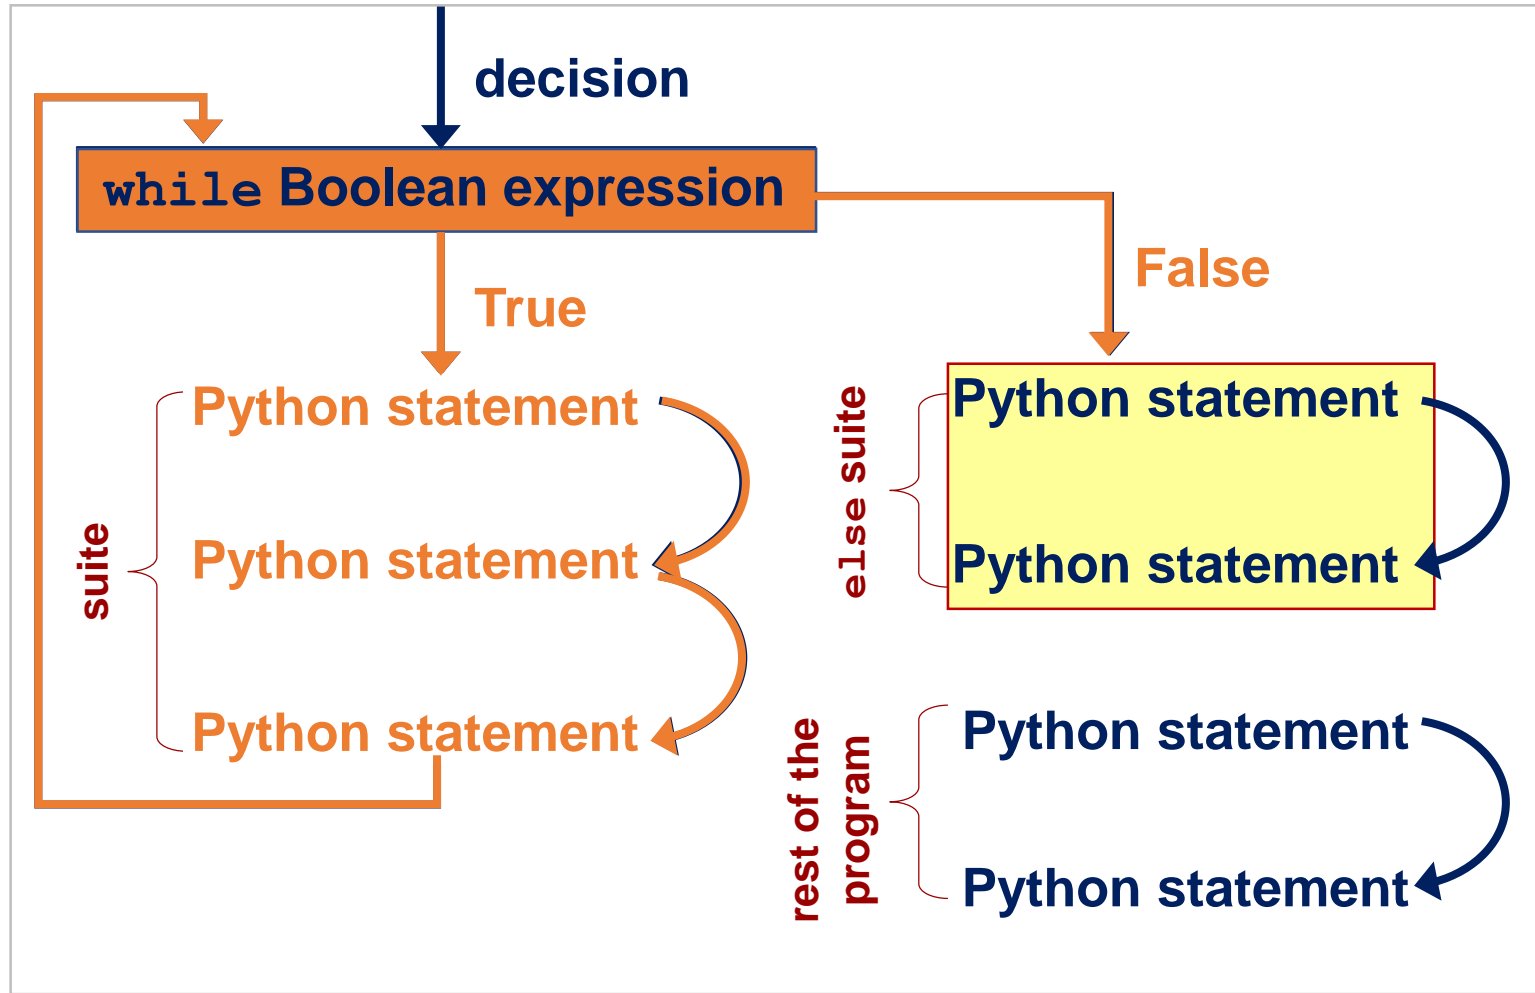 decision
while Boolean expression
True
False
suite
Python statement
Python statement
Python statement
else suite
Python statement
Python statement
rest of the
program
Python statement
Python statement